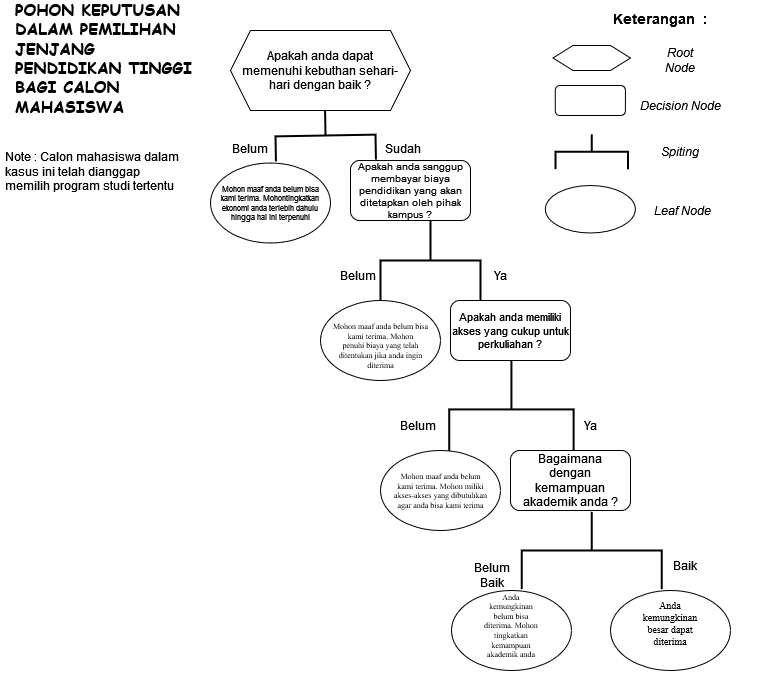 POHON KEPUTUSAN
DALAM PEMILIHAN
JENJANG
PENDIDIKAN TINGGI
BAGI CALON
MAHASISWA
Note : Calon mahasiswa dalam
kasus ini telah dianggap
memilih program studi tertentu
Keterangan :
Root
Node
Decision Node
Spiting
Leaf Node
Apakah anda dapat
memenuhi kebuthan sehari-
hari dengan baik ?
Belum
Sudah
Mohon maaf anda belum bisa
kami terima. Mohontingkatkan
ekonomi anda terlebih dahulu
hingga hal ini terpenuhi
Apakah anda sanggup
membayar biaya
pendidikan yang akan
ditetapkan oleh pihak
kampus ?
Belum
Ya
Mohon maaf anda belum bisa
kami terima. Mohon
penuhi biaya yang telah
ditentukan jika anda ingin
diterima
Apakah anda memiliki
akses yang cukup untuk
perkuliahan ?
Belum
Ya
Mohon maaf anda belum
kami terima. Mohon miliki
akses-akses yang dibutuhkan
agar anda bisa kami terima
Bagaimana
dengan
kemampuan
akademik anda ?
Belum
Baik
Baik
Anda
kemungkinan
belum bisa
diterima. Mohon
tingkatkan
kemampuan
akademik anda
Anda
kemungkinan
besar dapat
diterima